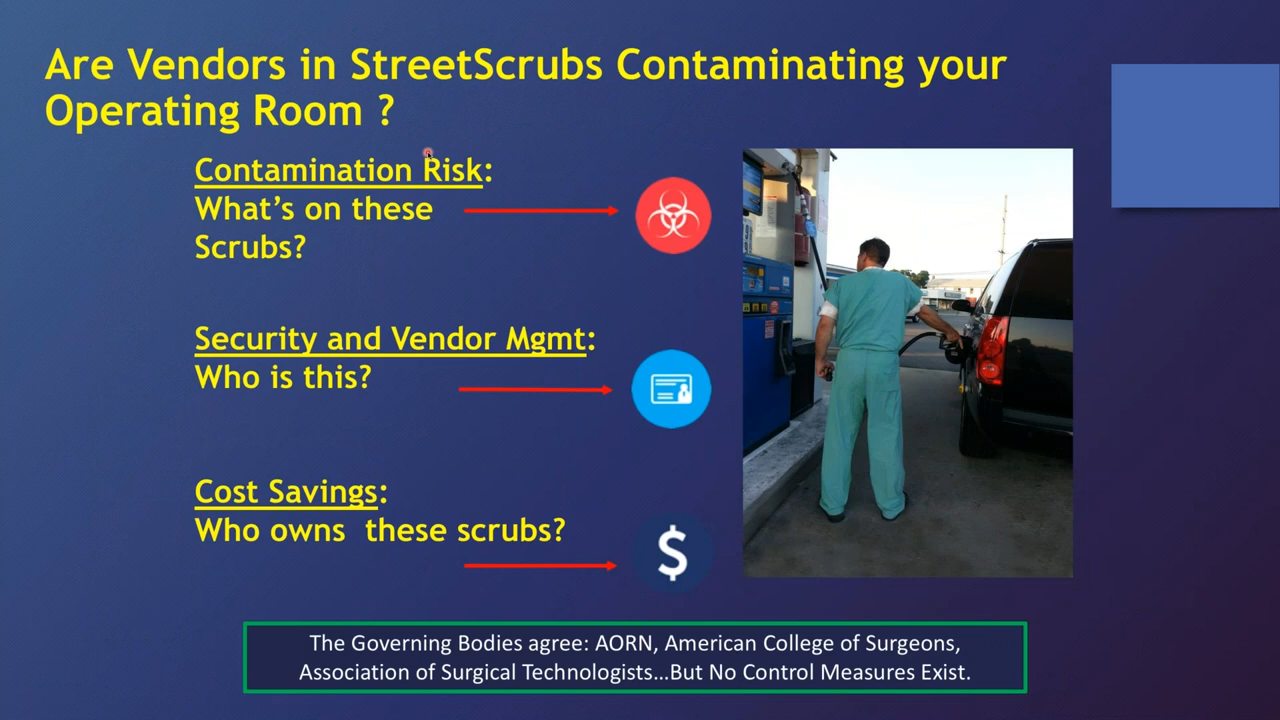 Are Vendors in StreetScrubs Contaminating your
Operating Room ?
Contamination Risk:
What’s on these
Scrubs?
Security and Vendor Mgmt:
Who is this?
Cost Savings:
Who owns  these scrubs?
$
The Governing Bodies agree: AORN, American College of Surgeons,
Association of Surgical Technologists…But No Control Measures Exist.